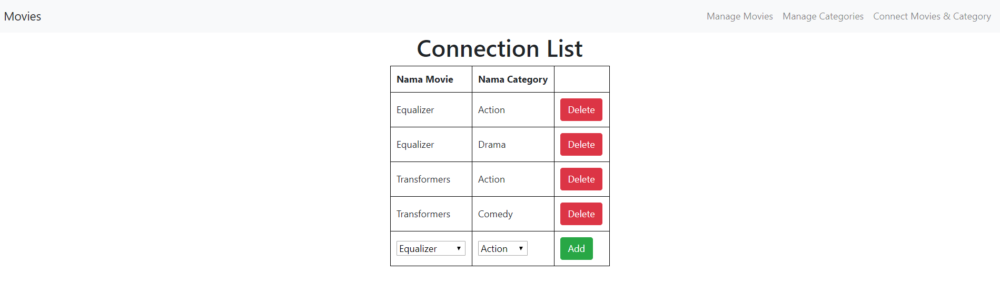 Movies Manage Movies Manage Categories Connect Movies & Category
Connection List
Nama Movie Nama Category
Equalizer Action Delete
Equalizer Drama Delete
Transformers Action Delete
Transformers Comedy Delete
Equalizer Action Add